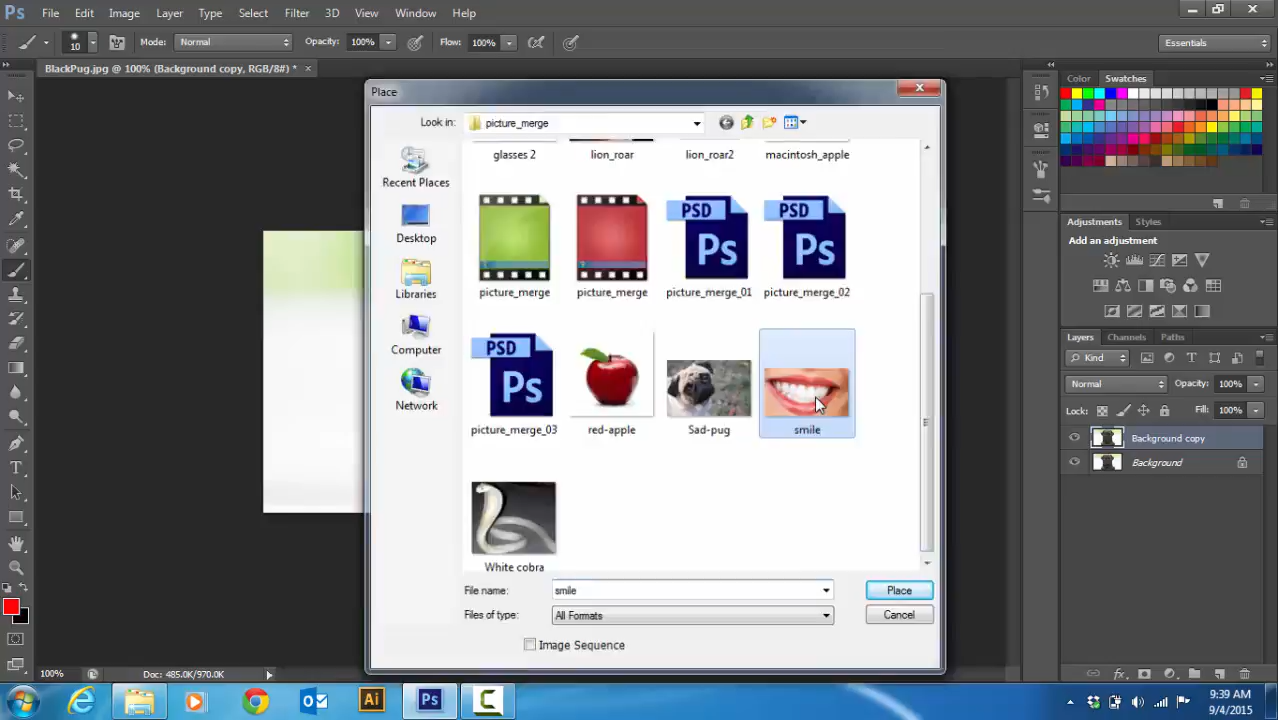 Ps File Edit Image Layer Type Select Filter 3D View Window Help
10 Mode: Normal Opacity: 100% Flow: 100% Essentials
BlackPug.jpg @ 100% (Background copy, RGB/8#) * ×
Place
Look in: picture_merge
Recent Places
Desktop
Libraries
Computer
Network
glasses 2 lion_roar lion_roar2 macintosh_apple
PSD PSD
Ps Ps
picture_merge picture_merge picture_merge_01 picture_merge_02
PSD
Ps
picture_merge_03 red-apple Sad-pug smile
White cobra
File name: smile Place
Files of type: All Formats Cancel
Image Sequence
Color Swatches
Adjustments Styles
Add an adjustment
Layers Channels Paths
Kind
Normal Opacity: 100%
Lock: Fill: 100%
Background copy
Background
100% Doc: 485.0K/970.0K
Ai Ps
9:39 AM
9/4/2015